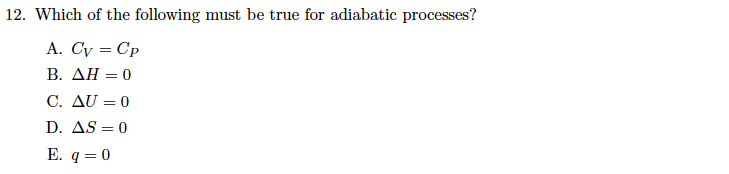 12. Which of the following must be true for adiabatic processes?
A. C_V = C_P
B. ΔH = 0
C. ΔU = 0
D. ΔS = 0
E. q = 0